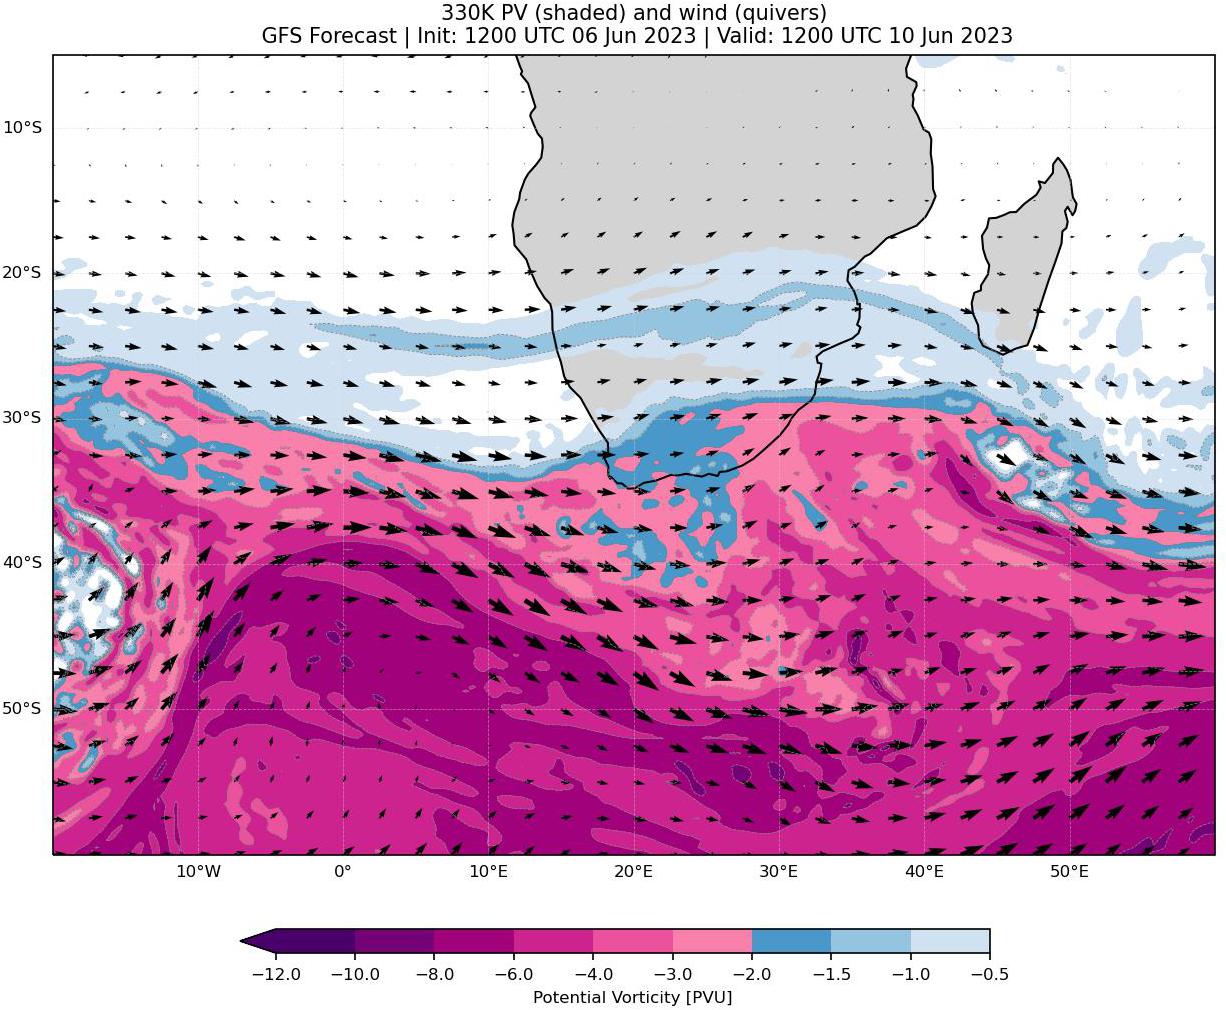 330K PV (shaded) and wind (quivers)
GFS Forecast | Init: 1200 UTC 06 Jun 2023 | Valid: 1200 UTC 10 Jun 2023
10°S
20°S
30°S
40°S
50°S
10°W 0° 10°E 20°E 30°E 40°E 50°E
−12.0 −10.0 −8.0 −6.0 −4.0 −3.0 −2.0 −1.5 −1.0 −0.5
Potential Vorticity [PVU]